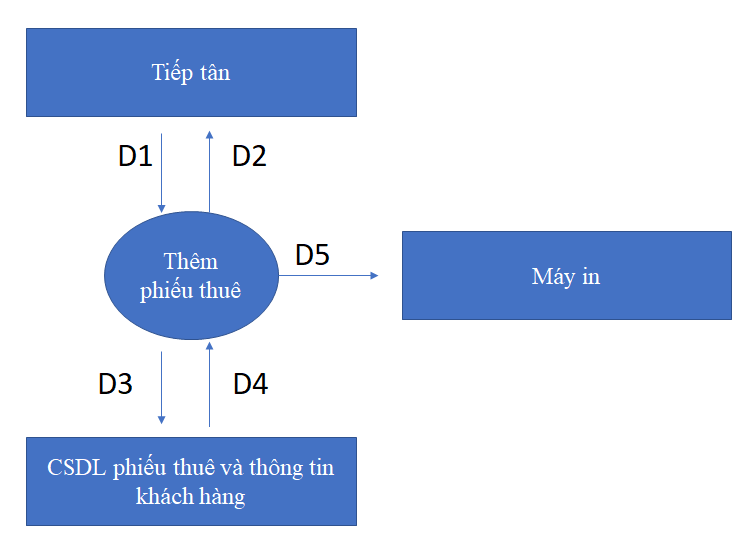 Tiếp tân
D1
D2
Thêm
phiếu thuê
D5
Máy in
D3
D4
CSDL phiếu thuê và thông tin
khách hàng